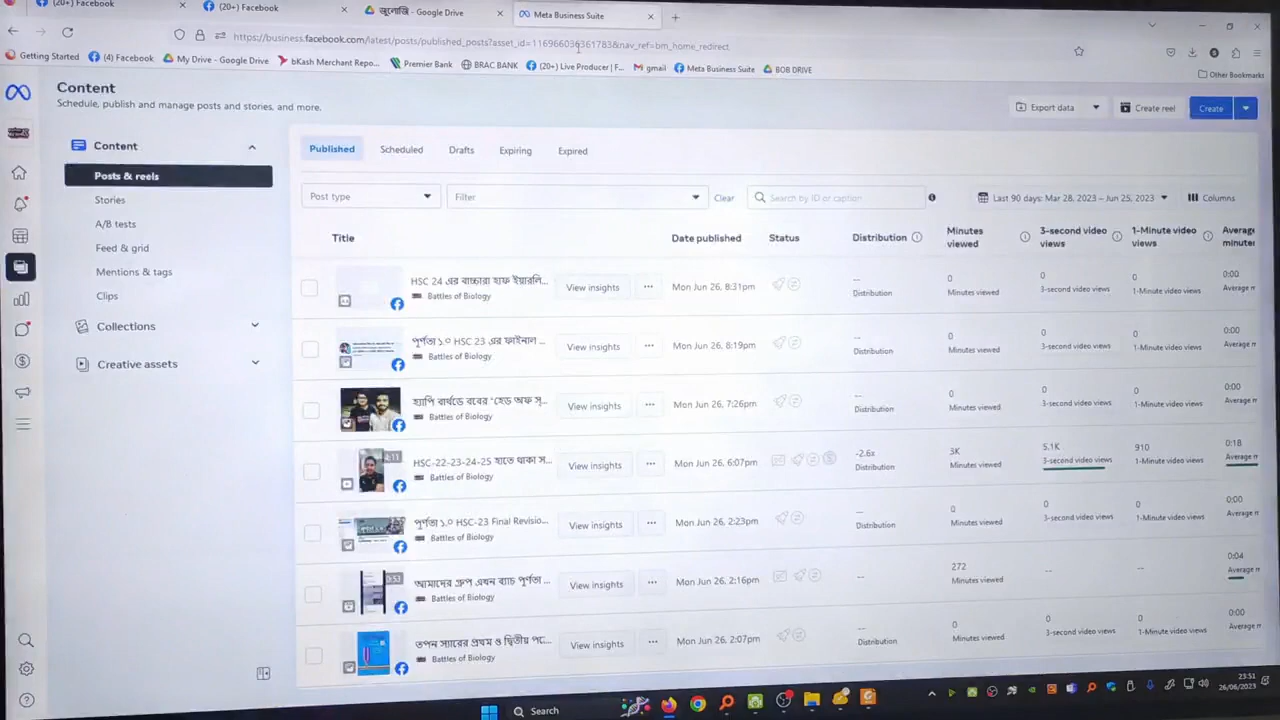 (20+) Facebook
(20+) Facebook
Google Drive
Meta Business Suite
https://business.facebook.com/latest/posts/published_posts?asset_id=116966036361783&nav_ref=bm_home_redirect
Getting Started (4) Facebook My Drive - Google Drive bKash Merchant Repo... Premier Bank BRAC BANK (20+) Live Producer | F... gmail Meta Business Suite BOB DRIVE
Other Bookmarks
Content
Schedule, publish and manage posts and stories, and more.
Export data Create reel Create
Content
Posts & reels
Stories
A/B tests
Feed & grid
Mentions & tags
Clips
Collections
Creative assets
Published Scheduled Drafts Expiring Expired
Post type Filter Clear Search by ID or caption Last 90 days: Mar 28, 2023 – Jun 25, 2023 Columns
Title Date published Status Distribution Minutes viewed 3-second video views 1-Minute video views Average minutes
HSC 24 এর বাচ্চারা হাফ ইয়ারলি...
Battles of Biology
View insights ... Mon Jun 26, 8:31pm
--
Distribution
0
Minutes viewed
0
3-second video views
0
1-Minute video views
0:00
Average m
পূর্ণতা ১.০ HSC 23 এর ফাইনাল ...
Battles of Biology
View insights ... Mon Jun 26, 8:19pm
--
Distribution
0
Minutes viewed
0
3-second video views
0
1-Minute video views
0:00
Average m
হ্যাপি বার্থডে ববের "হেড অফ সৃ...
Battles of Biology
View insights ... Mon Jun 26, 7:26pm
--
Distribution
0
Minutes viewed
0
3-second video views
0
1-Minute video views
0:00
Average m
2:11
HSC-22-23-24-25 হাতে থাকা স...
Battles of Biology
View insights ... Mon Jun 26, 6:07pm
-2.6x
Distribution
3K
Minutes viewed
5.1K
3-second video views
910
1-Minute video views
0:18
Average m
পূর্ণতা ১.০ HSC-23 Final Revisio...
Battles of Biology
View insights ... Mon Jun 26, 2:23pm
--
Distribution
0
Minutes viewed
0
3-second video views
0
1-Minute video views
0:00
Average m
0:53
আমাদের গ্রুপ এখন ব্যাচ পূর্ণতা ...
Battles of Biology
View insights ... Mon Jun 26, 2:16pm
--
272
Minutes viewed
--
--
0:04
Average m
তপন স্যারের প্রথম ও দ্বিতীয় পত্রে...
Battles of Biology
View insights ... Mon Jun 26, 2:07pm
--
Distribution
0
Minutes viewed
0
3-second video views
0
1-Minute video views
0:00
Average m
Search
23:51
26/06/2023